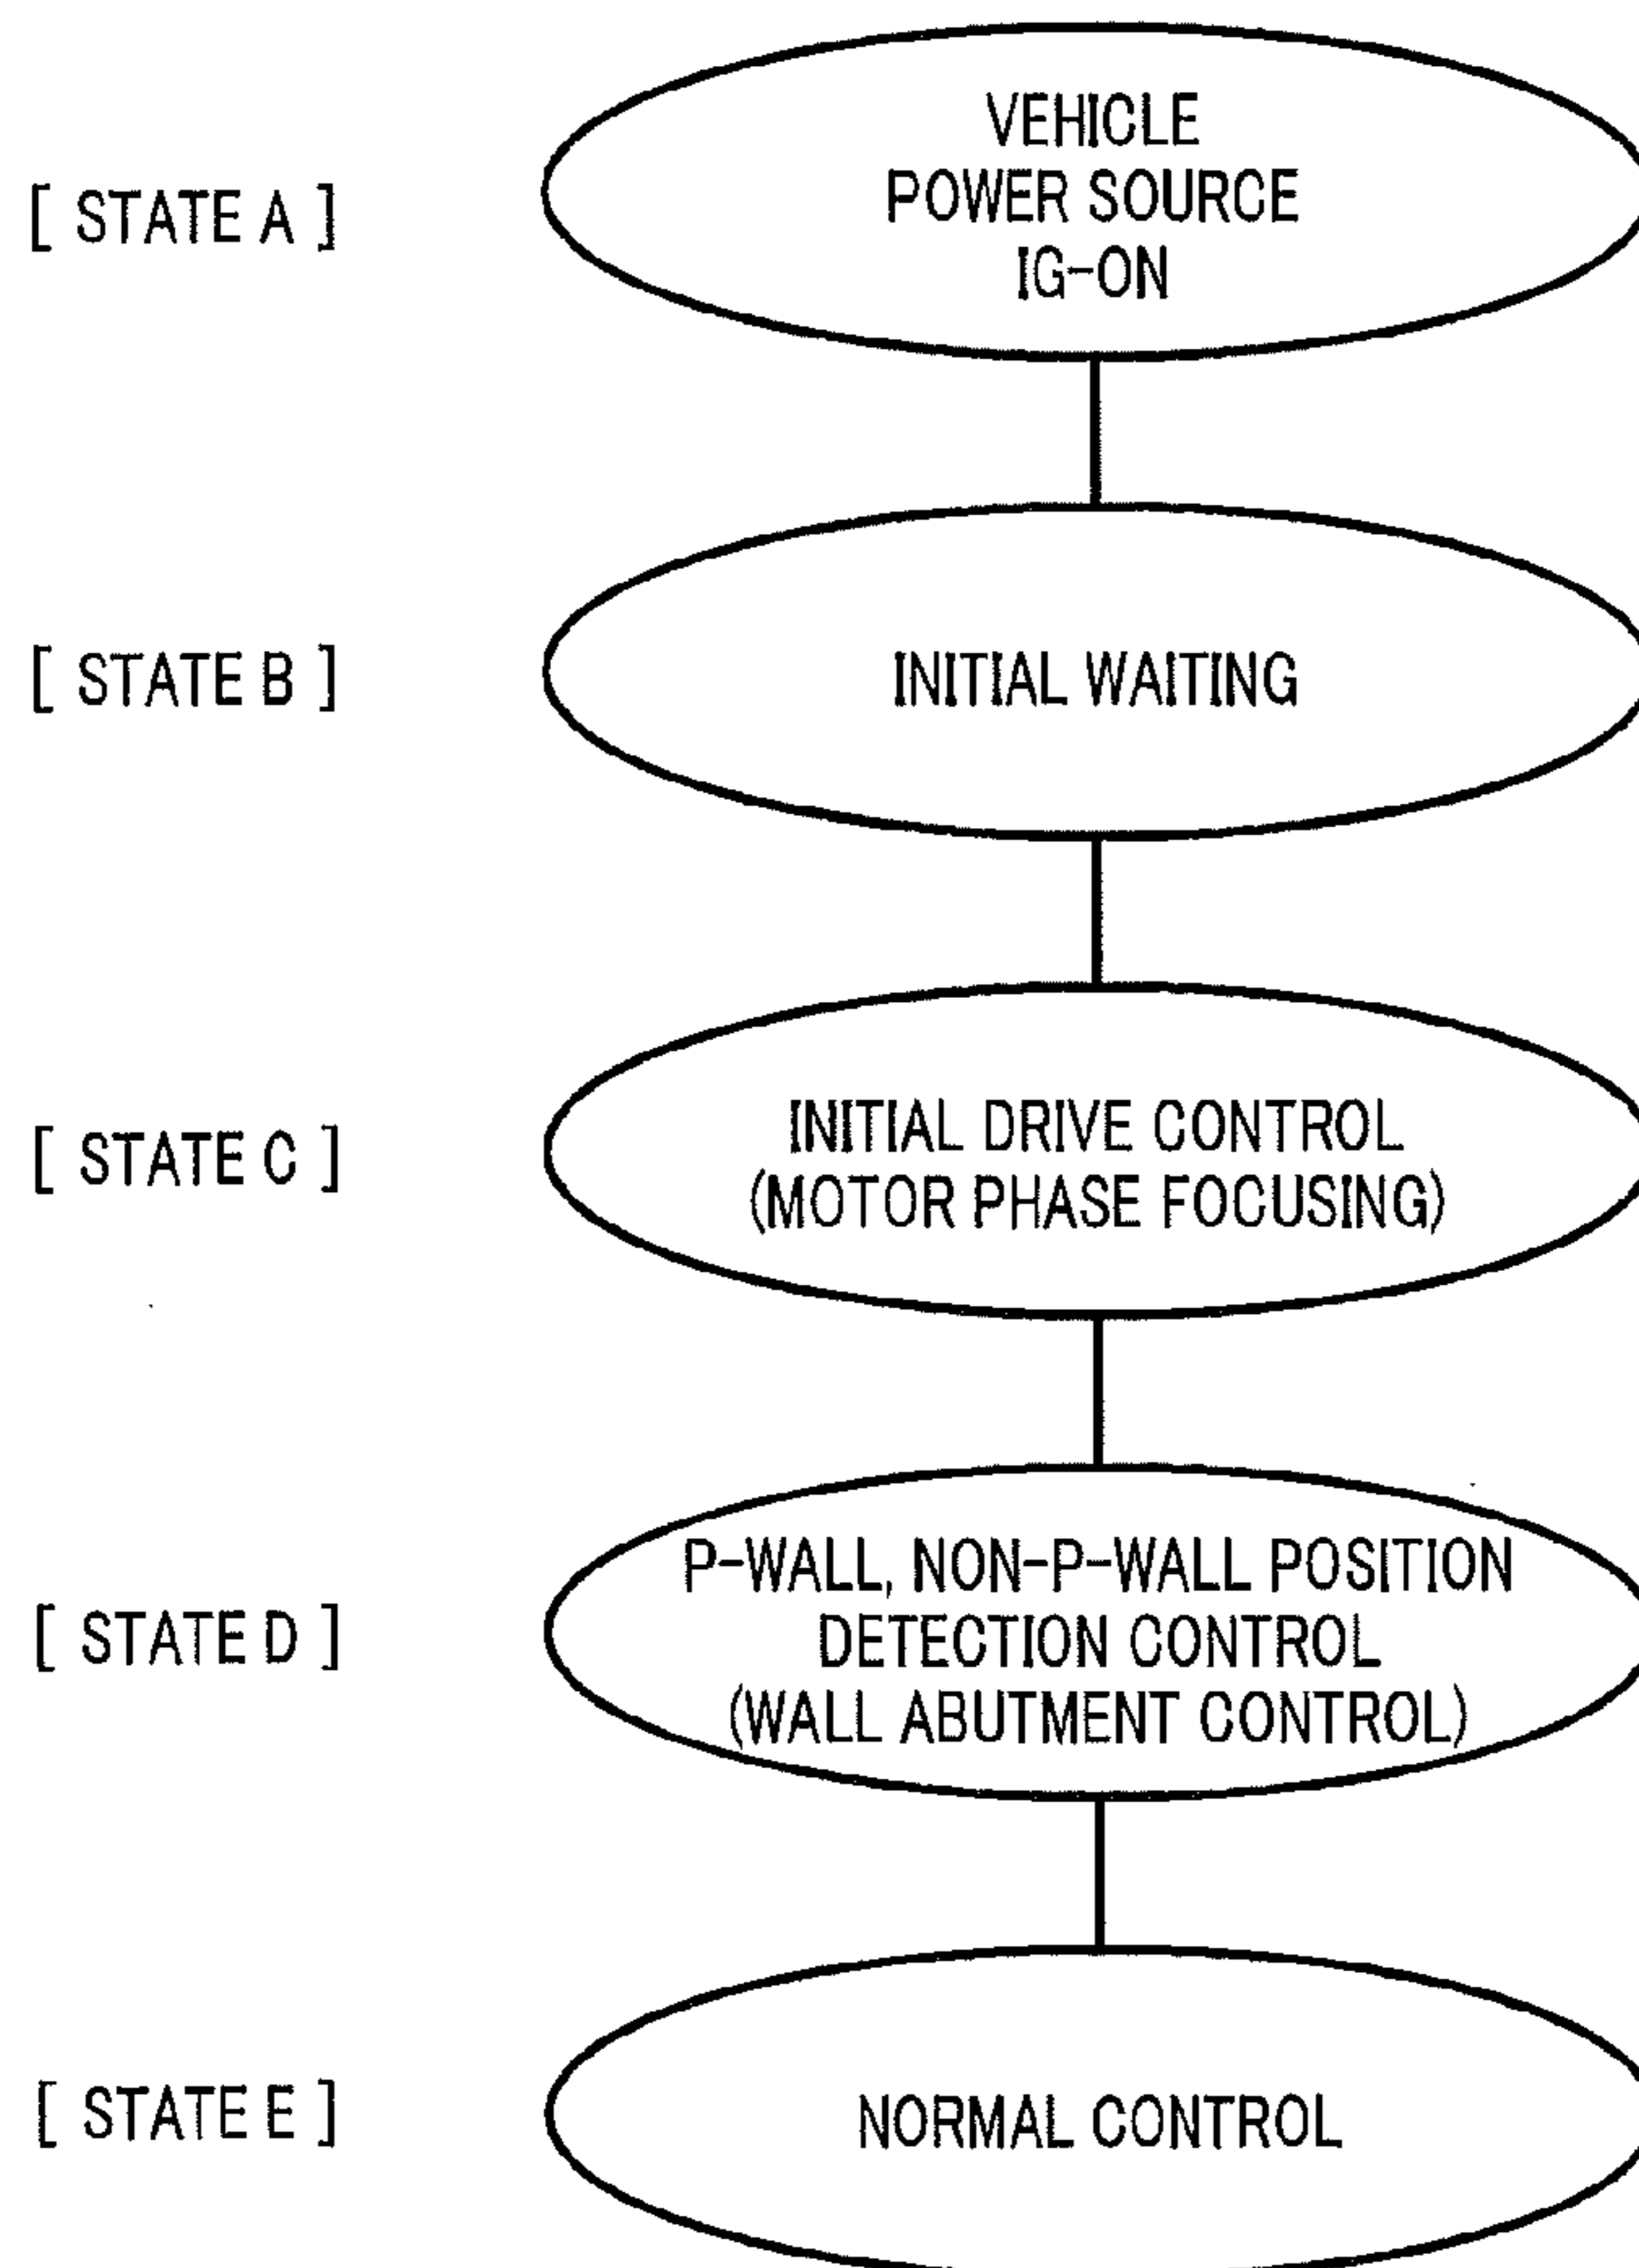 [ STATE A ]
VEHICLE
POWER SOURCE
IG-ON
[ STATE B ]
INITIAL WAITING
[ STATE C ]
INITIAL DRIVE CONTROL
(MOTOR PHASE FOCUSING)
[ STATE D ]
P-WALL, NON-P-WALL POSITION
DETECTION CONTROL
(WALL ABUTMENT CONTROL)
[ STATE E ]
NORMAL CONTROL